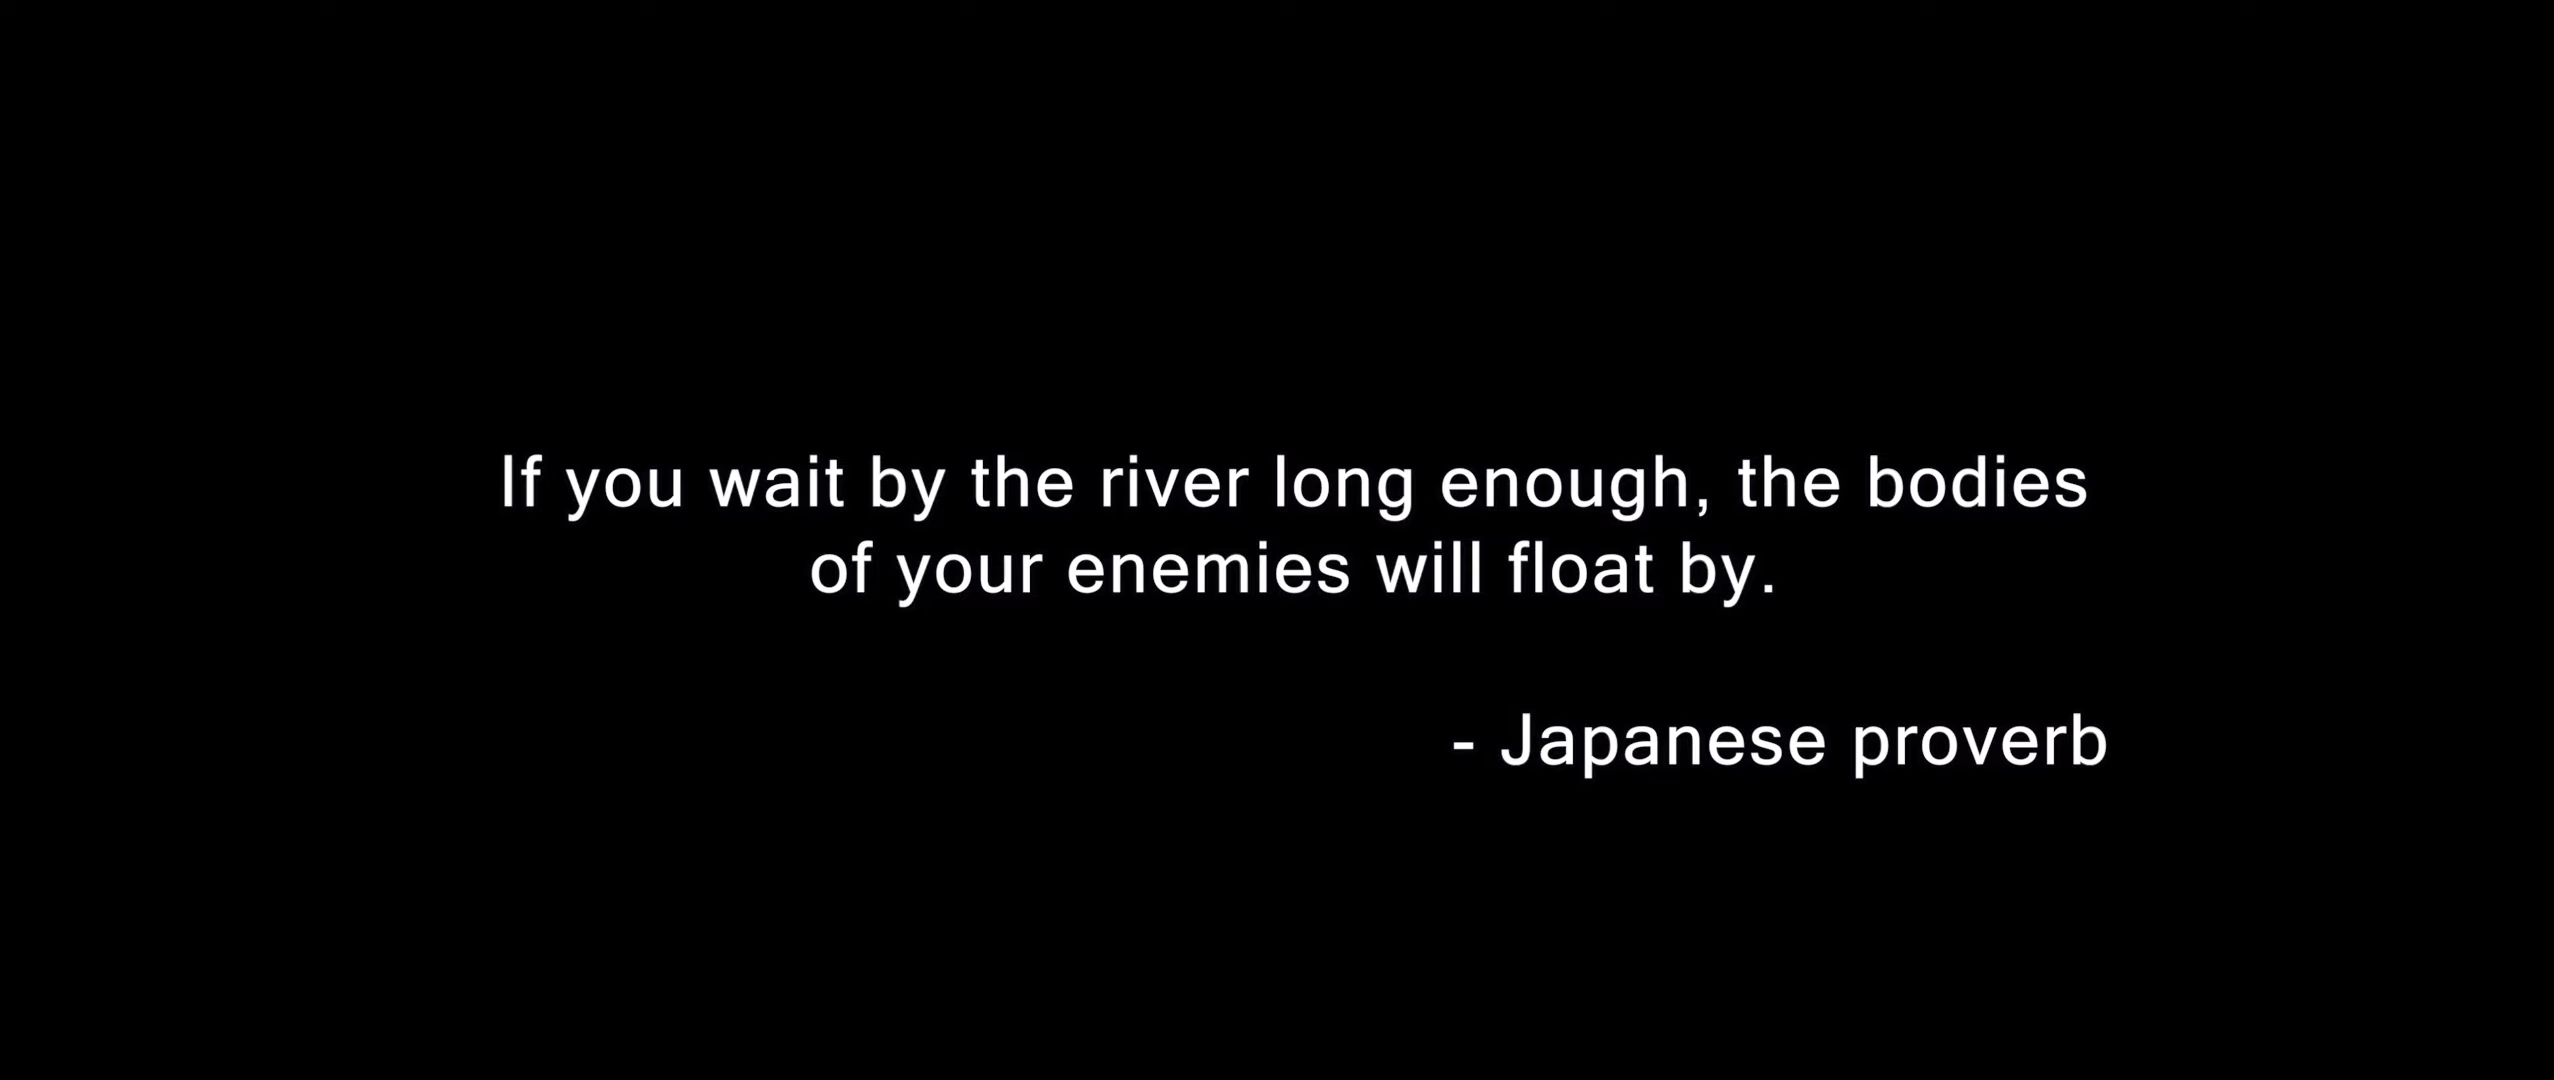 If you wait by the river long enough, the bodies
of your enemies will float by.
- Japanese proverb